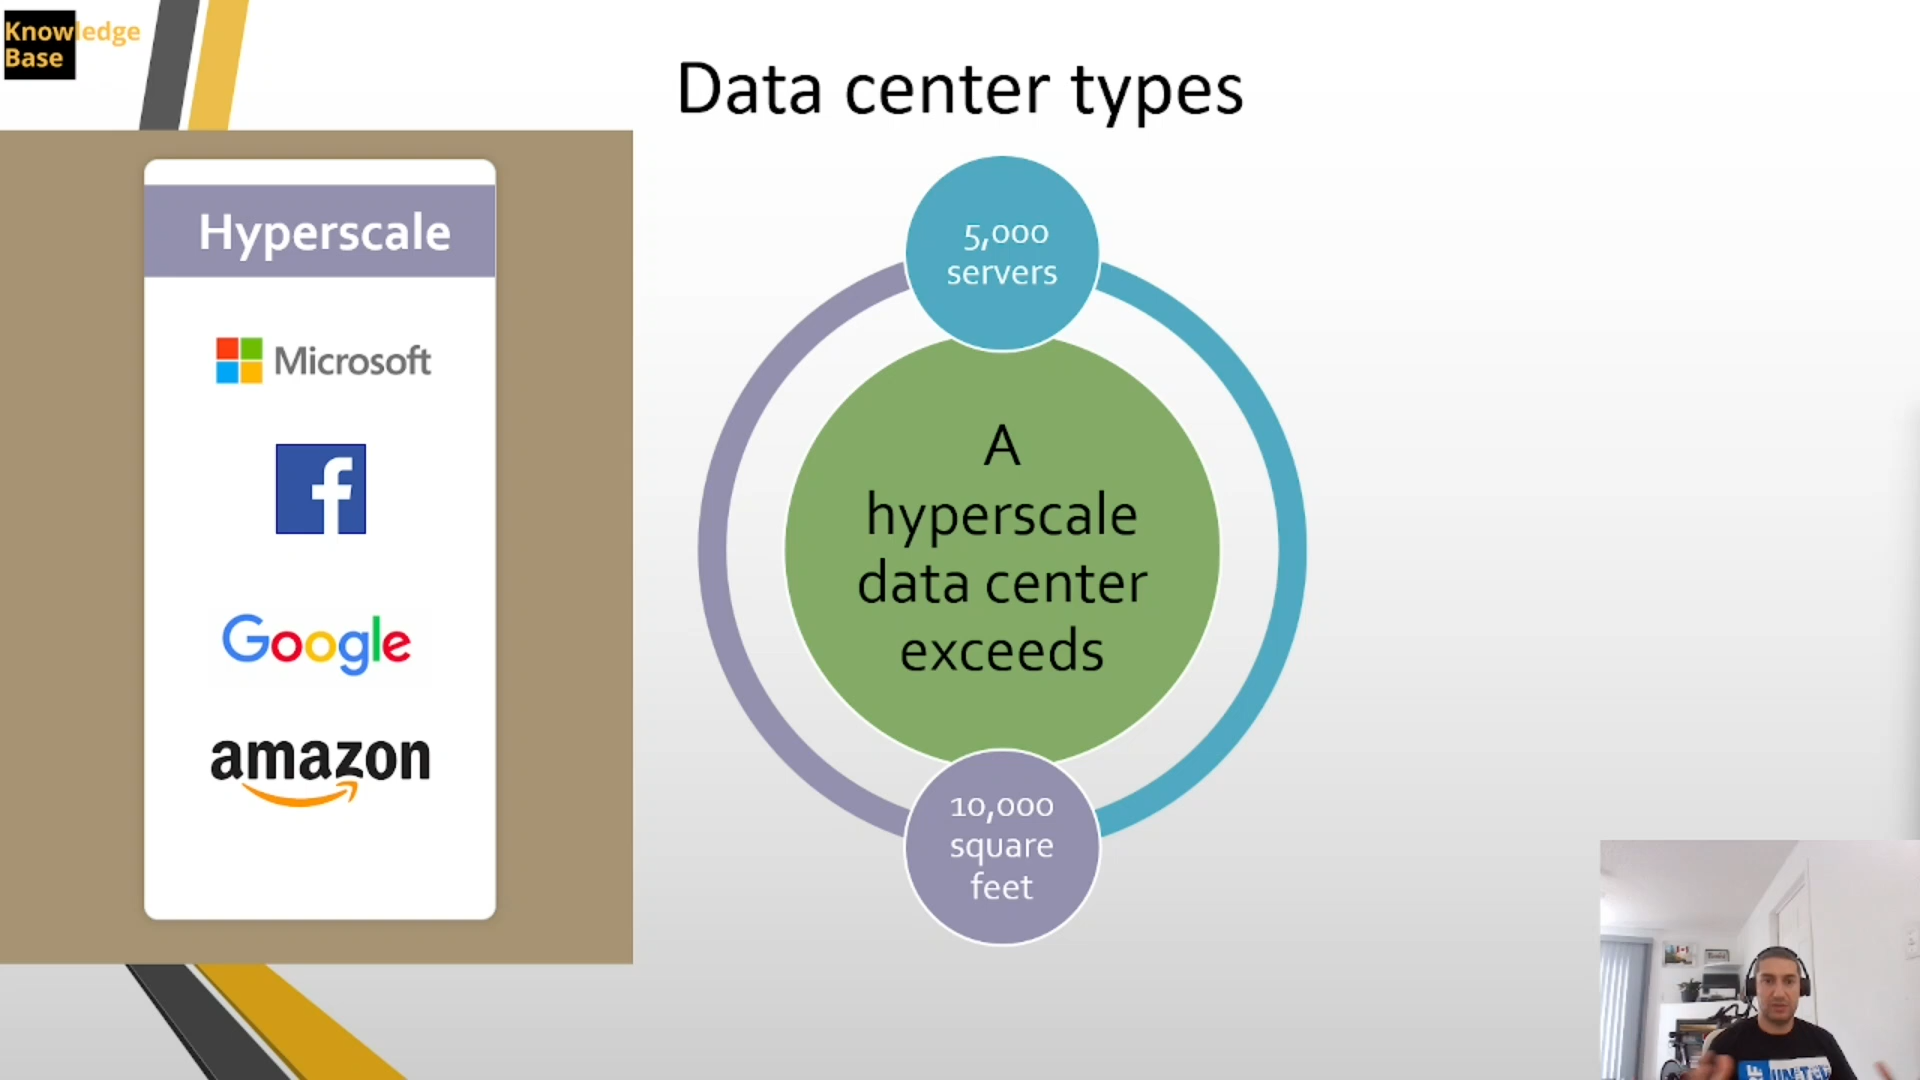 Knowledge
Base
Data center types
Hyperscale
Microsoft
f
Google
amazon
5,000
servers
A
hyperscale
data center
exceeds
10,000
square
feet
UNITED